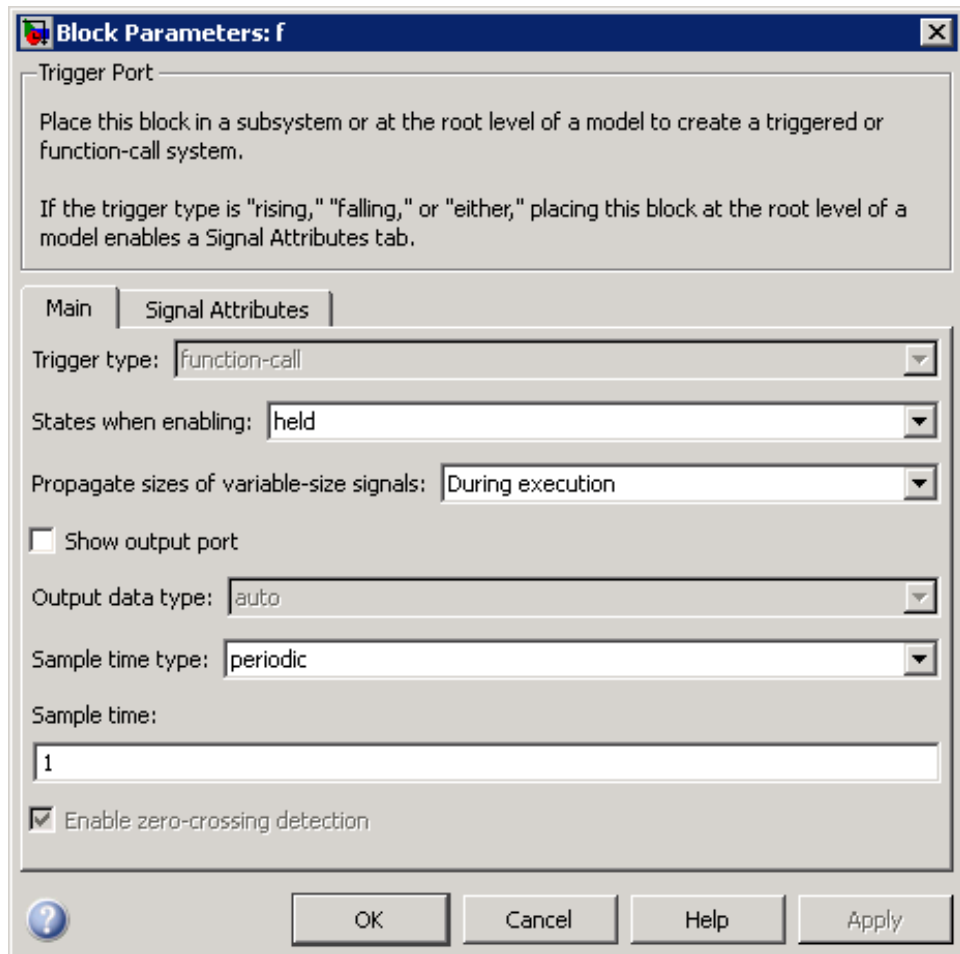 Block Parameters: f
Trigger Port
Place this block in a subsystem or at the root level of a model to create a triggered or
function-call system.
If the trigger type is "rising," "falling," or "either," placing this block at the root level of a
model enables a Signal Attributes tab.
Main Signal Attributes
Trigger type: function-call
States when enabling: held
Propagate sizes of variable-size signals: During execution
Show output port
Output data type: auto
Sample time type: periodic
Sample time:
1
Enable zero-crossing detection
? OK Cancel Help Apply